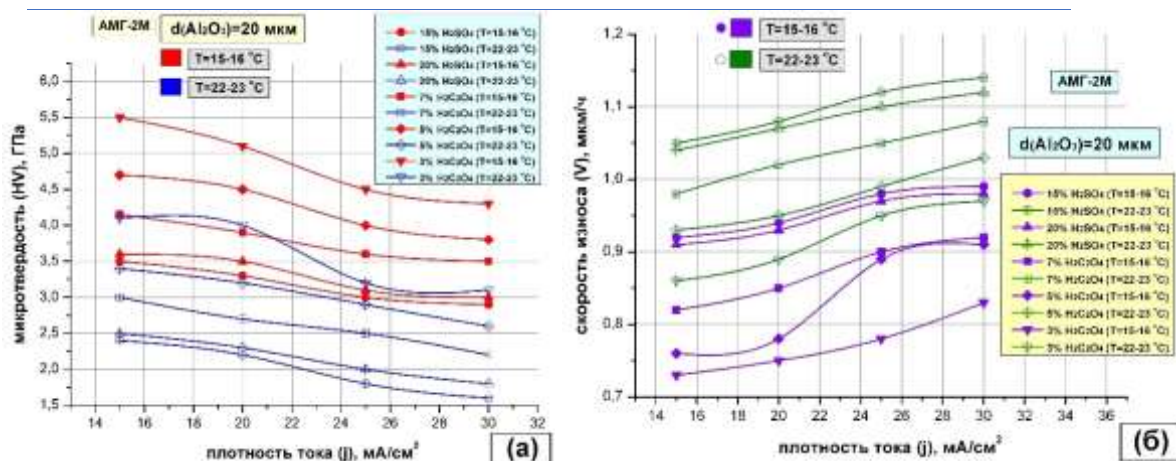 АМГ-2М
d(Al₂O₃)=20 мкм
T=15-16 °C
T=22-23 °C
15% H₂SO₄ (T=15-16 °C)
15% H₂SO₄ (T=22-23 °C)
20% H₂SO₄ (T=15-16 °C)
20% H₂SO₄ (T=22-23 °C)
7% H₂C₂O₄ (T=15-16 °C)
7% H₂C₂O₄ (T=22-23 °C)
5% H₂C₂O₄ (T=15-16 °C)
5% H₂C₂O₄ (T=22-23 °C)
3% H₂C₂O₄ (T=15-16 °C)
3% H₂C₂O₄ (T=22-23 °C)
микротвердость (HV), ГПа
6,0
5,5
5,0
4,5
4,0
3,5
3,0
2,5
2,0
1,5
14 16 18 20 22 24 26 28 30 32
плотность тока (j), мА/см²
(а)
T=15-16 °C
T=22-23 °C
АМГ-2М
d(Al₂O₃)=20 мкм
15% H₂SO₄ (T=15-16 °C)
15% H₂SO₄ (T=22-23 °C)
20% H₂SO₄ (T=15-16 °C)
20% H₂SO₄ (T=22-23 °C)
7% H₂C₂O₄ (T=15-16 °C)
7% H₂C₂O₄ (T=22-23 °C)
5% H₂C₂O₄ (T=15-16 °C)
5% H₂C₂O₄ (T=22-23 °C)
3% H₂C₂O₄ (T=15-16 °C)
3% H₂C₂O₄ (T=22-23 °C)
скорость износа (V), мкм/ч
1,2
1,1
1,0
0,9
0,8
0,7
14 16 18 20 22 24 26 28 30 32 34 36
плотность тока (j), мА/см²
(б)